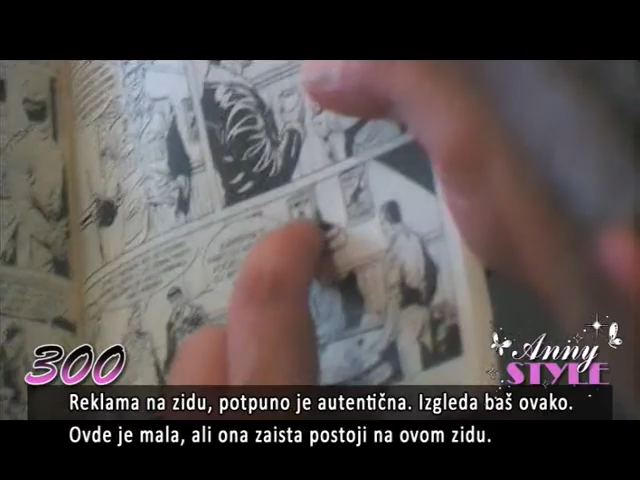 300
Anny
STYLE
Reklama na zidu, potpuno je autentična. Izgleda baš ovako.
Ovde je mala, ali ona zaista postoji na ovom zidu.